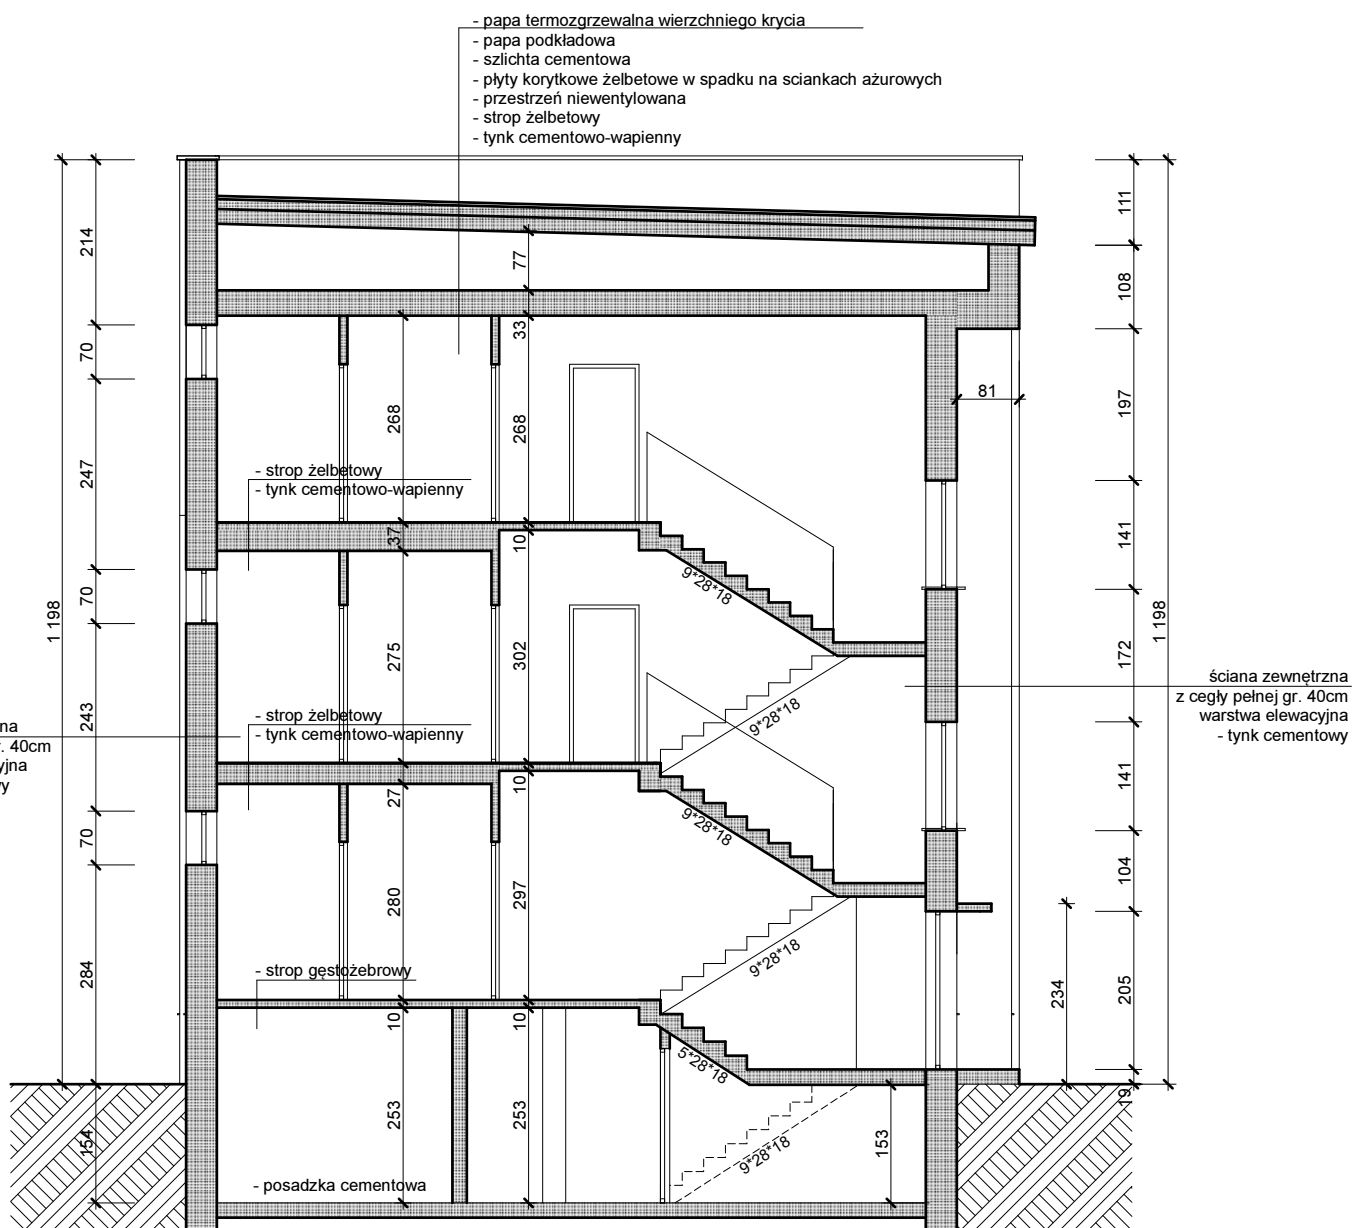 - papa termozgrzewalna wierzchniego krycia
- papa podkładowa
- szlichta cementowa
- płyty korytkowe żelbetowe w spadku na sciankach ażurowych
- przestrzeń niewentylowana
- strop żelbetowy
- tynk cementowo-wapienny
1 198
214
70
247
70
243
70
284
154
- strop żelbetowy
- tynk cementowo-wapienny
- strop żelbetowy
- tynk cementowo-wapienny
- strop gęstożebrowy
- posadzka cementowa
na
r. 40cm
yjna
wy
268
37
275
27
280
10
253
77
33
268
10
302
10
297
10
253
9*28*18
9*28*18
9*28*18
9*28*18
5*28*18
9*28*18
153
81
234
111
108
197
141
172
141
104
205
19
1 198
ściana zewnętrzna
z cegły pełnej gr. 40cm
warstwa elewacyjna
- tynk cementowy